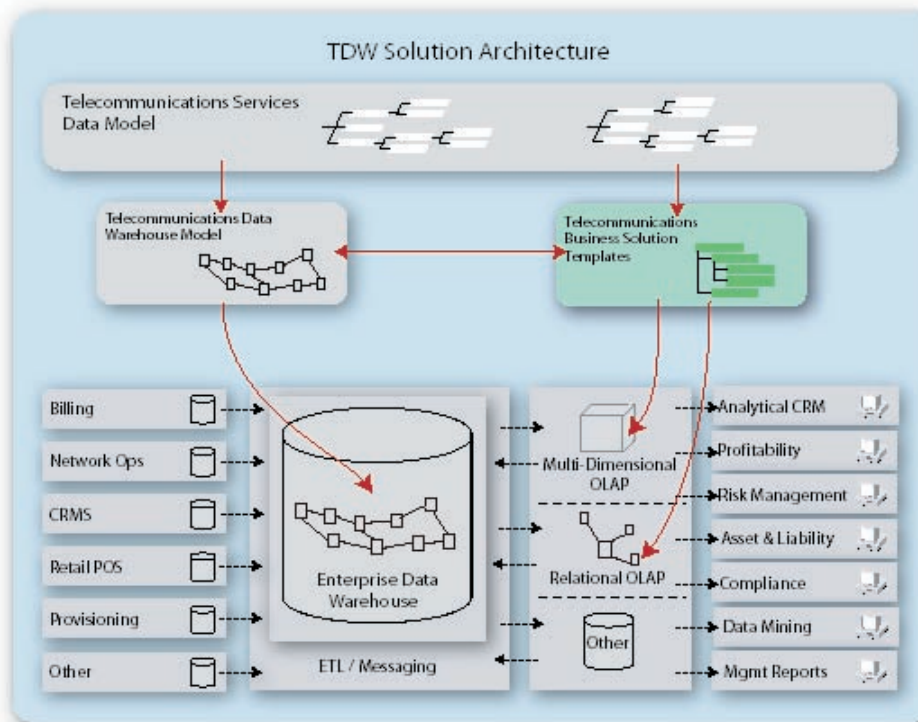 TDW Solution Architecture
Telecommunications Services
Data Model
Telecommunications Data
Warehouse Model
Telecommunications
Business Solution
Templates
Billing
Network Ops
CRMS
Retail POS
Provisioning
Other
Enterprise Data
Warehouse
ETL / Messaging
Multi-Dimensional
OLAP
Relational OLAP
Other
Analytical CRM
Profitability
Risk Management
Asset & Liability
Compliance
Data Mining
Mgmt Reports